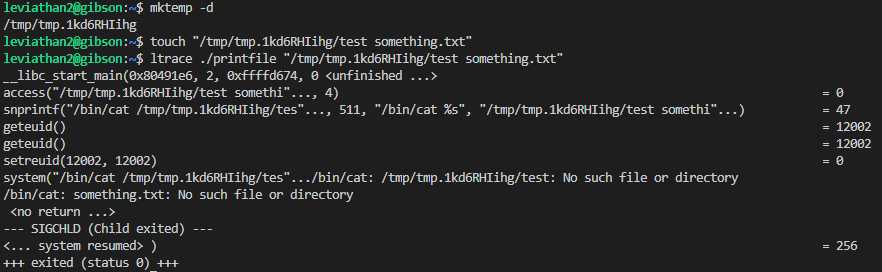 leviathan2@gibson:~$ mktemp -d
/tmp/tmp.1kd6RHIihg
leviathan2@gibson:~$ touch "/tmp/tmp.1kd6RHIihg/test something.txt"
leviathan2@gibson:~$ ltrace ./printfile "/tmp/tmp.1kd6RHIihg/test something.txt"
__libc_start_main(0x80491e6, 2, 0xffffd674, 0 <unfinished ...>
access("/tmp/tmp.1kd6RHIihg/test somethi"..., 4) = 0
snprintf("/bin/cat /tmp/tmp.1kd6RHIihg/tes"..., 511, "/bin/cat %s", "/tmp/tmp.1kd6RHIihg/test somethi"...) = 47
geteuid() = 12002
geteuid() = 12002
setreuid(12002, 12002) = 0
system("/bin/cat /tmp/tmp.1kd6RHIihg/tes".../bin/cat: /tmp/tmp.1kd6RHIihg/test: No such file or directory
/bin/cat: something.txt: No such file or directory
 <no return ...>
--- SIGCHLD (Child exited) ---
<... system resumed> ) = 256
+++ exited (status 0) +++